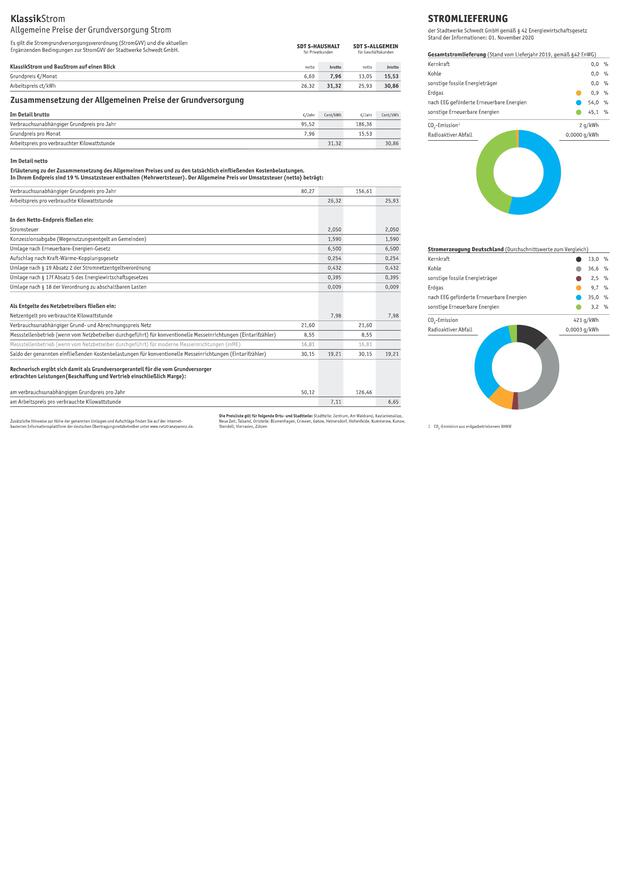 KlassikStrom
Allgemeine Preise der Grundversorgung Strom
Es gilt die Stromgrundversorgungsverordnung (StromGVV) und die aktuellen
Ergänzenden Bedingungen zur StromGVV der Stadtwerke Schwedt GmbH.
SDT S-HAUSHALT SDT S-ALLGEMEIN
für Privatkunden für Geschäftskunden
KlassikStrom und BauStrom auf einen Blick netto brutto netto brutto
Grundpreis €/Monat 6,69 7,96 13,05 15,53
Arbeitspreis ct/kWh 26,32 31,32 25,93 30,86
Zusammensetzung der Allgemeinen Preise der Grundversorgung
Im Detail brutto €/Jahr Cent/kWh €/Jahr Cent/kWh
Verbrauchsunabhängiger Grundpreis pro Jahr 95,52 186,36
Grundpreis pro Monat 7,96 15,53
Arbeitspreis pro verbrauchte Kilowattstunde 31,32 30,86
Im Detail netto
Erläuterung zu der Zusammensetzung des Allgemeinen Preises und zu den tatsächlich einfließenden Kostenbelastungen.
In Ihrem Endpreis sind 19 % Umsatzsteuer enthalten (Mehrwertsteuer). Der Allgemeine Preis vor Umsatzsteuer (netto) beträgt:
Verbrauchsunabhängiger Grundpreis pro Jahr 80,27 156,61
Arbeitspreis pro verbrauchte Kilowattstunde 26,32 25,93
In den Netto-Endpreis fließen ein:
Stromsteuer 2,050 2,050
Konzessionsabgabe (Wegenutzungsentgelt an Gemeinden) 1,590 1,590
Umlage nach Erneuerbare-Energien-Gesetz 6,500 6,500
Aufschlag nach Kraft-Wärme-Kopplungsgesetz 0,254 0,254
Umlage nach § 19 Absatz 2 der Stromnetzentgeltverordnung 0,432 0,432
Umlage nach § 17f Absatz 5 des Energiewirtschaftsgesetzes 0,395 0,395
Umlage nach § 18 der Verordnung zu abschaltbaren Lasten 0,009 0,009
Als Entgelte des Netzbetreibers fließen ein:
Netzentgelt pro verbrauchte Kilowattstunde 7,98 7,98
Verbrauchsunabhängiger Grund- und Abrechnungspreis Netz 21,60 21,60
Messstellenbetrieb (wenn vom Netzbetreiber durchgeführt) für konventionelle Messeinrichtungen (Eintarifzähler) 8,55 8,55
Messstellenbetrieb (wenn vom Netzbetreiber durchgeführt) für moderne Messeinrichtungen (mME) 16,81 16,81
Saldo der genannten einfließenden Kostenbelastungen für konventionelle Messeinrichtungen (Eintarifzähler) 30,15 19,21 30,15 19,21
Rechnerisch ergibt sich damit als Grundversorgeranteil für die vom Grundversorger
erbrachten Leistungen(Beschaffung und Vertrieb einschließlich Marge):
am verbrauchsunabhängigen Grundpreis pro Jahr 50,12 126,46
am Arbeitspreis pro verbrauchte Kilowattstunde 7,11 6,65
Zusätzliche Hinweise zur Höhe der genannten Umlagen und Aufschläge finden Sie auf der internet-
basierten Informationsplattform der deutschen Übertragungsnetzbetreiber unter www.netztransparenz.de.
Die Preisliste gilt für folgende Orts- und Stadtteile: Stadtteile: Zentrum, Am Waldrand, Kastanienallee,
Neue Zeit, Talsand, Ortsteile: Blumenhagen, Criewen, Gatow, Heinersdorf, Hohenfelde, Kummerow, Kunow,
Stendell, Vierraden, Zützen
STROMLIEFERUNG
der Stadtwerke Schwedt GmbH gemäß § 42 Energiewirtschaftsgesetz
Stand der Informationen: 01. November 2020
Gesamtstromlieferung (Stand vom Lieferjahr 2019, gemäß §42 EnWG)
Kernkraft 0,0 %
Kohle 0,0 %
sonstige fossile Energieträger 0,0 %
Erdgas 0,9 %
nach EEG geförderte Erneuerbare Energien 54,0 %
sonstige Erneuerbare Energien 45,1 %
CO2-Emission¹ 2 g/kWh
Radioaktiver Abfall 0,0000 g/kWh
Stromerzeugung Deutschland (Durchschnittswerte zum Vergleich)
Kernkraft 13,0 %
Kohle 36,6 %
sonstige fossile Energieträger 2,5 %
Erdgas 9,7 %
nach EEG geförderte Erneuerbare Energien 35,0 %
sonstige Erneuerbare Energien 3,2 %
CO2-Emission 421 g/kWh
Radioaktiver Abfall 0,0003 g/kWh
1 CO2-Emission aus erdgasbetriebenem BHKW